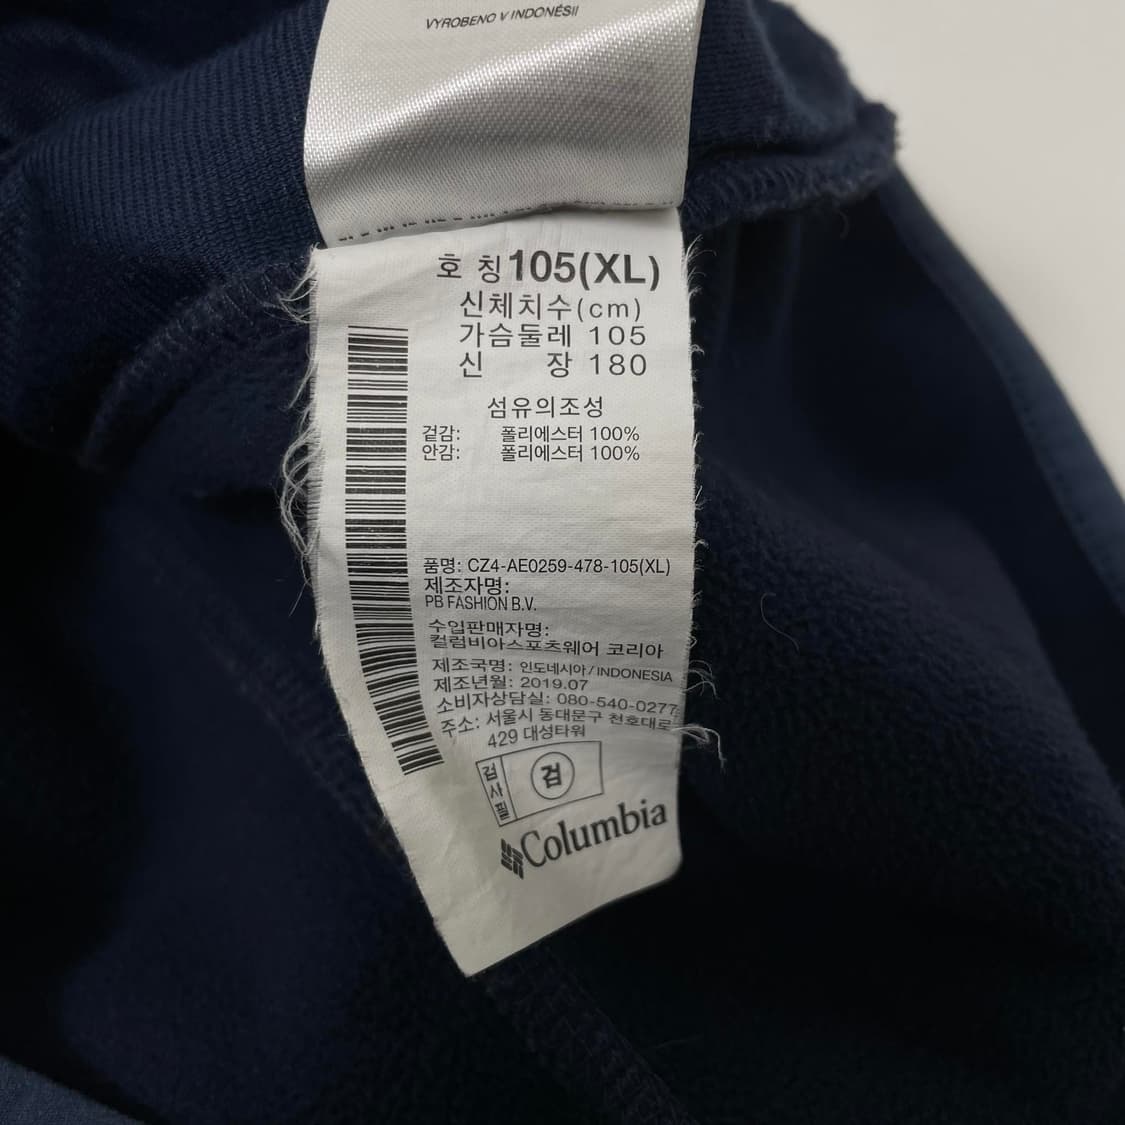 VYROBENO V INDONÉSII
호 칭 105(XL)
신체치수(cm)
가슴둘레 105
신 장 180
섬유의조성
겉감: 폴리에스터 100%
안감: 폴리에스터 100%
품명: CZ4-AE0259-478-105(XL)
제조자명:
PB FASHION B.V.
수입판매자명:
컬럼비아스포츠웨어 코리아
제조국명: 인도네시아/INDONESIA
제조년월: 2019.07
소비자상담실: 080-540-0277
주소: 서울시 동대문구 천호대로
429 대성타워
검사필
검
Columbia